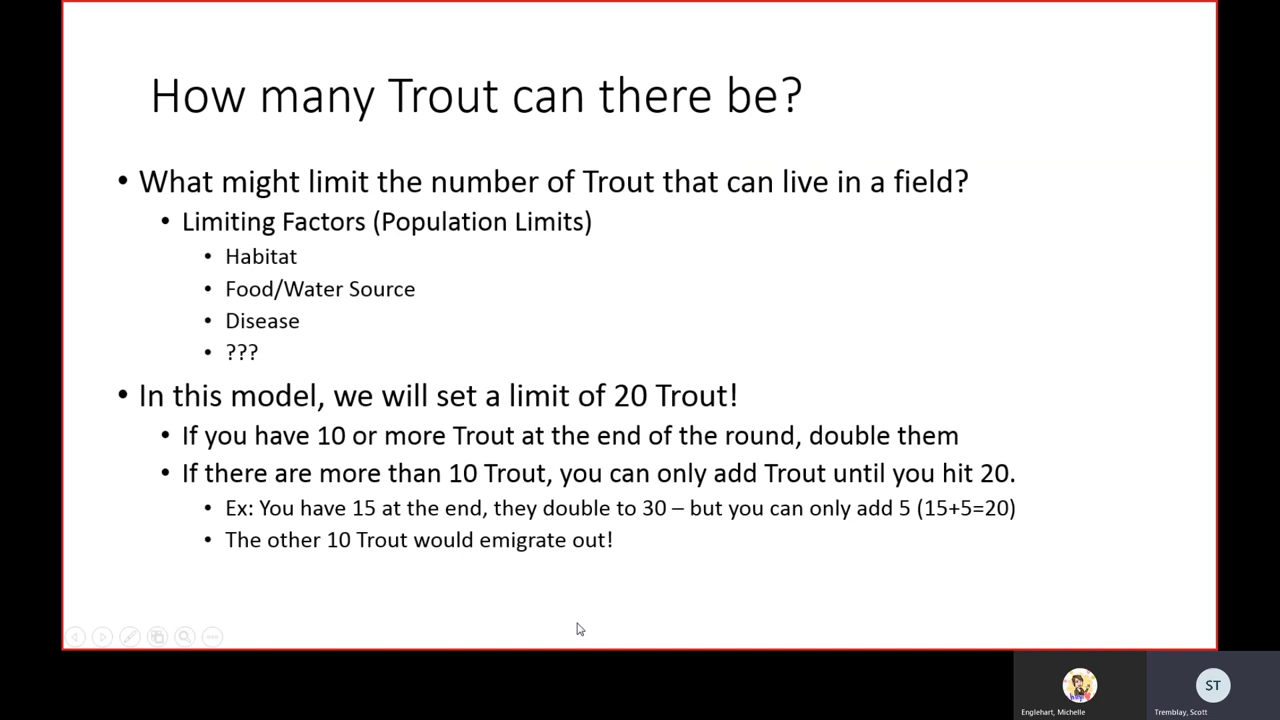 How many Trout can there be?
• What might limit the number of Trout that can live in a field?
• Limiting Factors (Population Limits)
• Habitat
• Food/Water Source
• Disease
• ???
• In this model, we will set a limit of 20 Trout!
• If you have 10 or more Trout at the end of the round, double them
• If there are more than 10 Trout, you can only add Trout until you hit 20.
• Ex: You have 15 at the end, they double to 30 – but you can only add 5 (15+5=20)
• The other 10 Trout would emigrate out!
ST
Englehart, Michelle
Tremblay, Scott